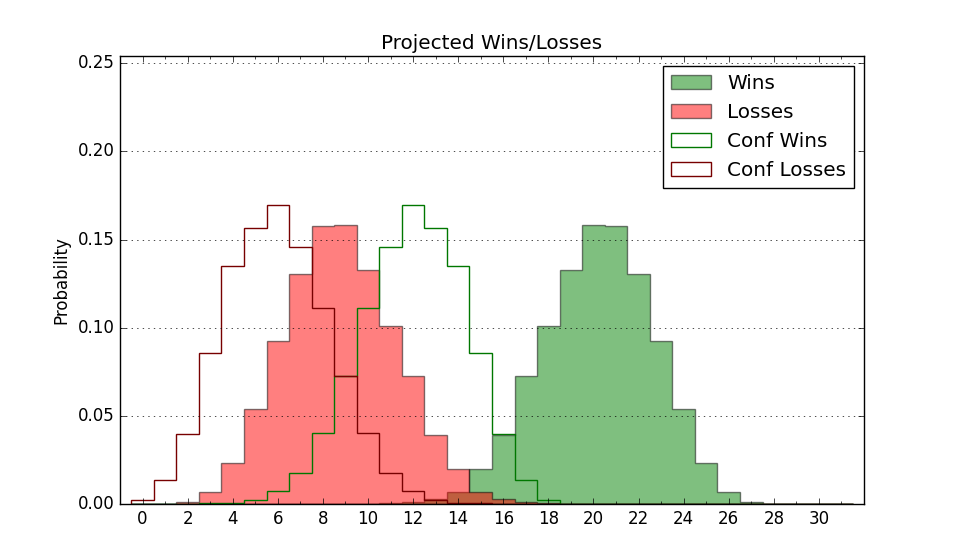 Projected Wins/Losses
0.25
0.20
0.15
0.10
0.05
0.00
Probability
Wins
Losses
Conf Wins
Conf Losses
0 2 4 6 8 10 12 14 16 18 20 22 24 26 28 30